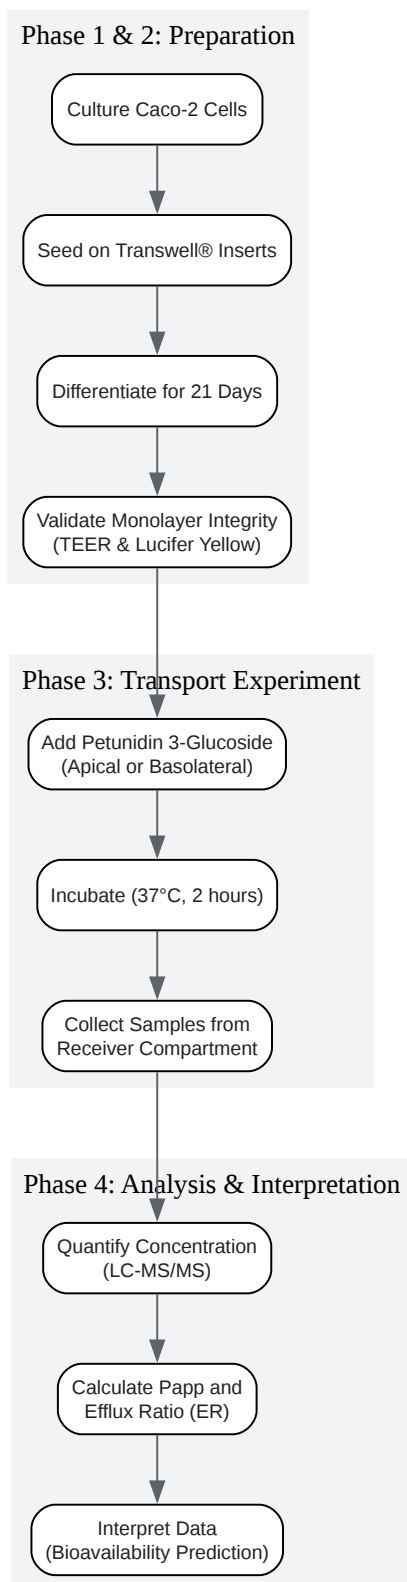 Phase 1 & 2: Preparation
Culture Caco-2 Cells
Seed on Transwell® Inserts
Differentiate for 21 Days
Validate Monolayer Integrity
(TEER & Lucifer Yellow)
Phase 3: Transport Experiment
Add Petunidin 3-Glucoside
(Apical or Basolateral)
Incubate (37°C, 2 hours)
Collect Samples from
Receiver Compartment
Phase 4: Analysis & Interpretation
Quantify Concentration
(LC-MS/MS)
Calculate Papp and
Efflux Ratio (ER)
Interpret Data
(Bioavailability Prediction)